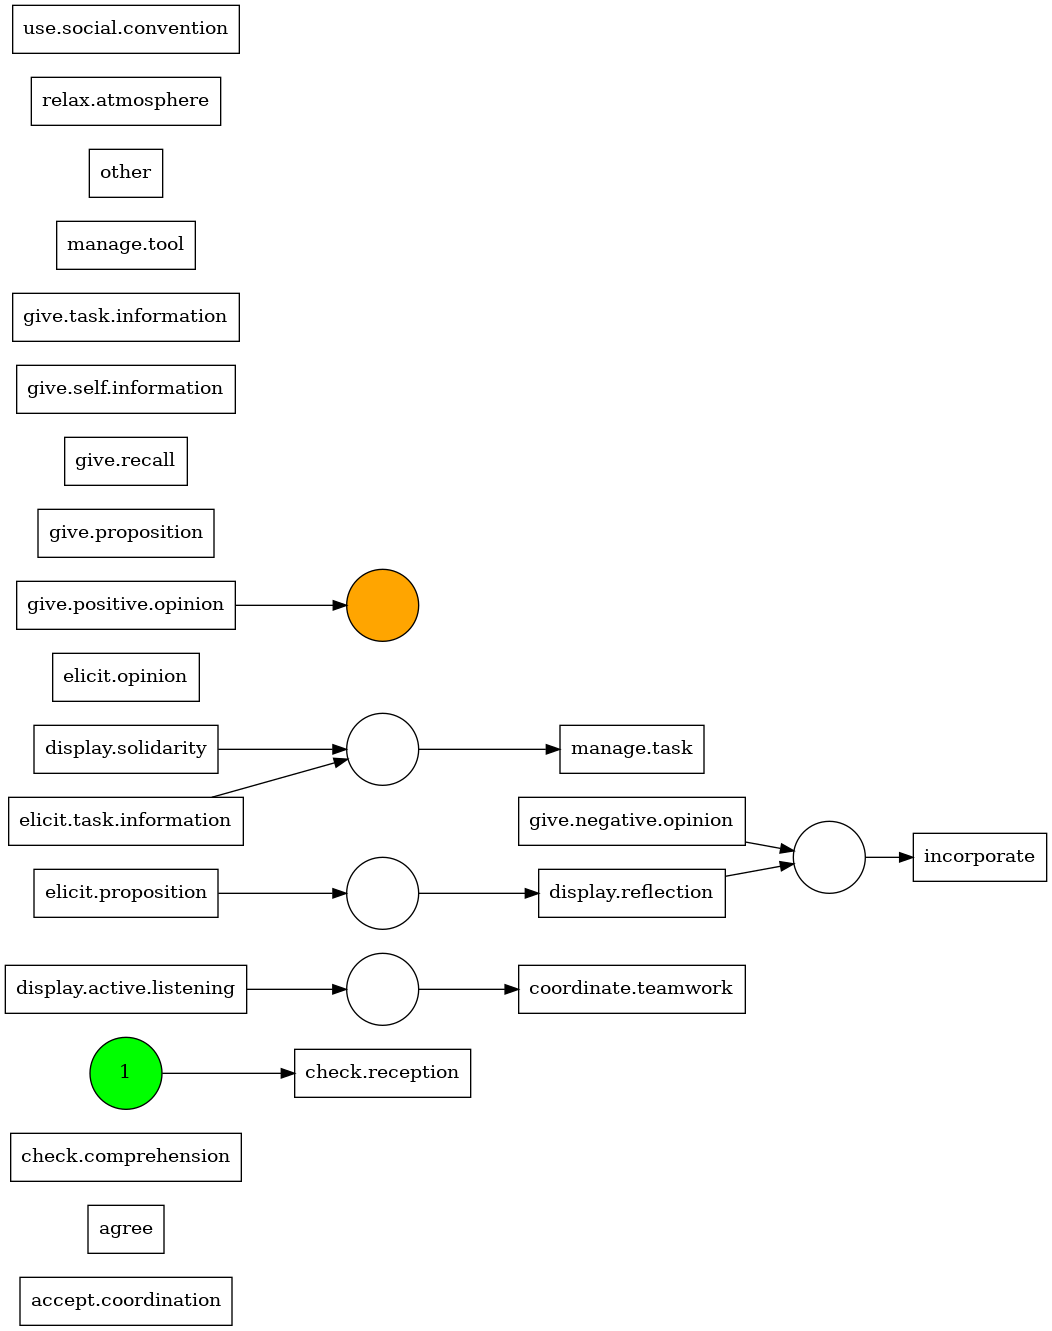 use.social.convention
relax.atmosphere
other
manage.tool
give.task.information
give.self.information
give.recall
give.proposition
give.positive.opinion
elicit.opinion
display.solidarity
manage.task
elicit.task.information
give.negative.opinion
incorporate
elicit.proposition
display.reflection
display.active.listening
coordinate.teamwork
1
check.reception
check.comprehension
agree
accept.coordination